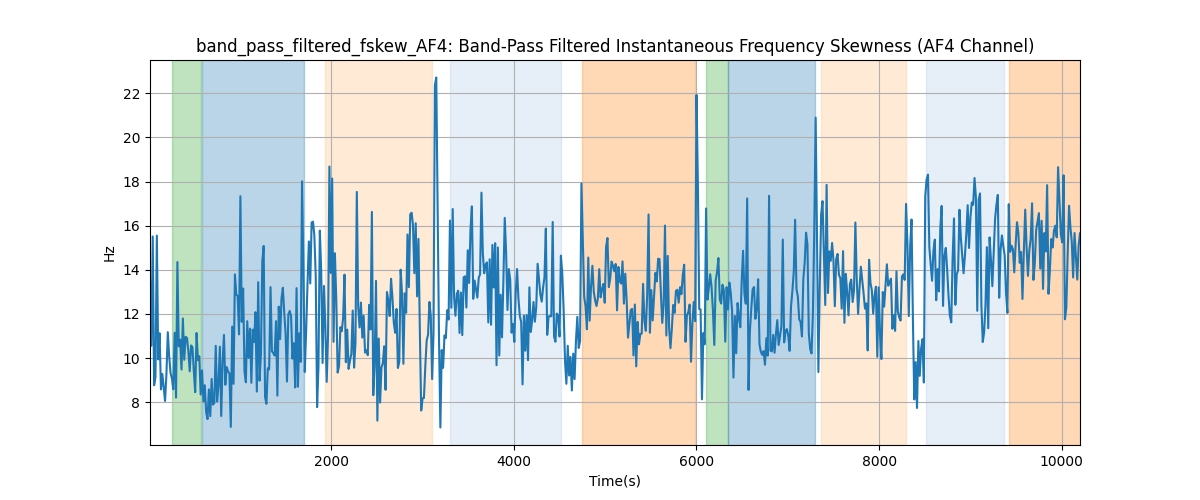 band_pass_filtered_fskew_AF4: Band-Pass Filtered Instantaneous Frequency Skewness (AF4 Channel)
22
20
18
16
14
12
10
8
Hz
2000 4000 6000 8000 10000
Time(s)